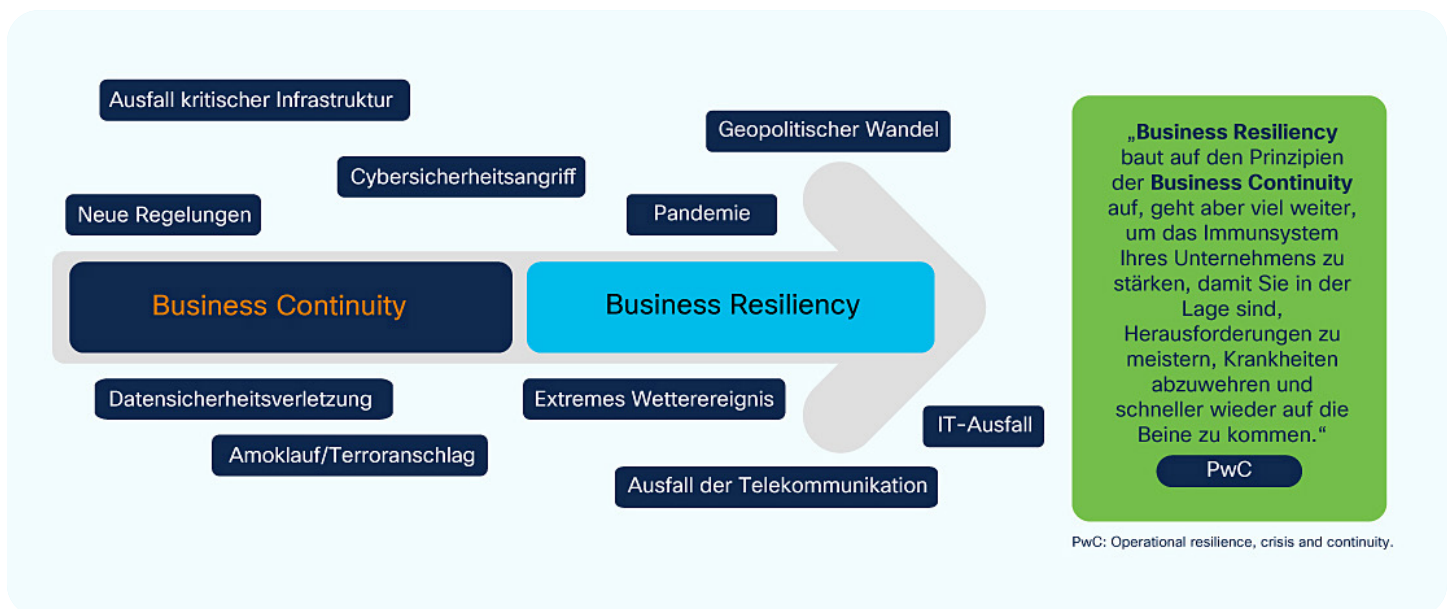 Ausfall kritischer Infrastruktur
Geopolitischer Wandel
Cybersicherheitsangriff
Neue Regelungen
Pandemie
Business Continuity
Business Resiliency
Datensicherheitsverletzung
Extremes Wetterereignis
IT-Ausfall
Amoklauf/Terroranschlag
Ausfall der Telekommunikation
„Business Resiliency
baut auf den Prinzipien
der Business Continuity
auf, geht aber viel weiter,
um das Immunsystem
Ihres Unternehmens zu
stärken, damit Sie in der
Lage sind,
Herausforderungen zu
meistern, Krankheiten
abzuwehren und
schneller wieder auf die
Beine zu kommen.“
PwC
PwC: Operational resilience, crisis and continuity.